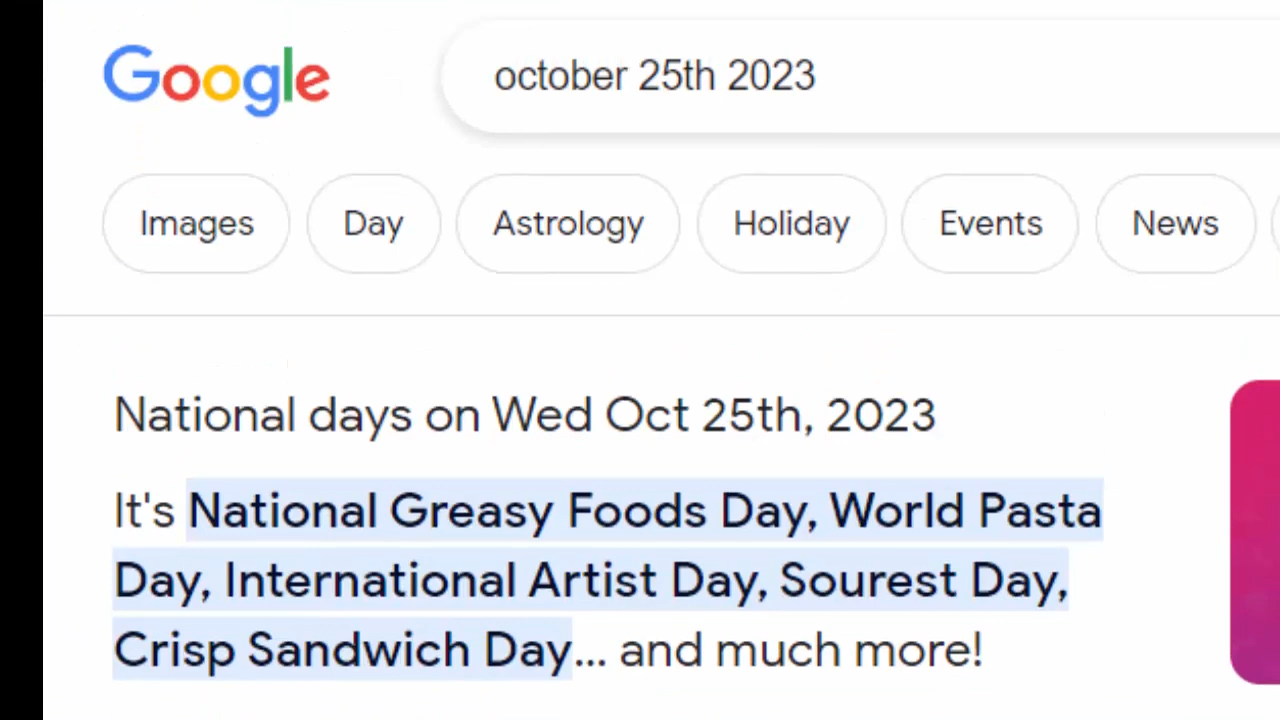 Google
october 25th 2023
Images
Day
Astrology
Holiday
Events
News
National days on Wed Oct 25th, 2023
It's National Greasy Foods Day, World Pasta
Day, International Artist Day, Sourest Day,
Crisp Sandwich Day... and much more!